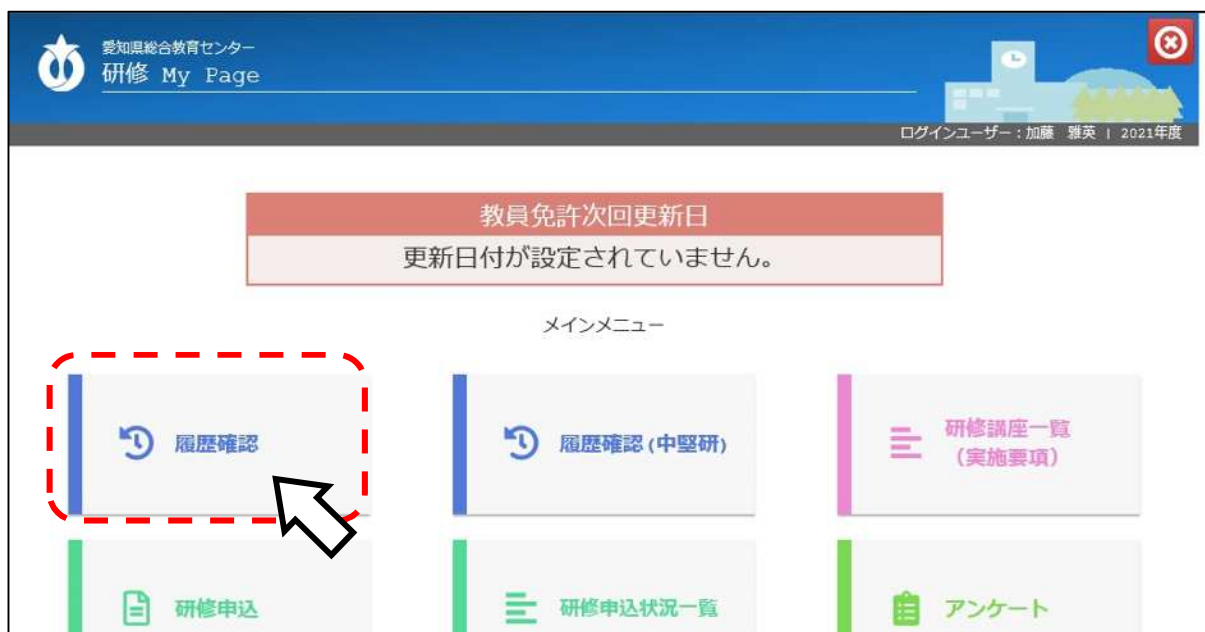 愛知県総合教育センター
研修 My Page
ログインユーザー：加藤 雅英 | 2021年度
教員免許次回更新日
更新日付が設定されていません。
メインメニュー
履歴確認
履歴確認(中堅研)
研修講座一覧
(実施要項)
研修申込
研修申込状況一覧
アンケート